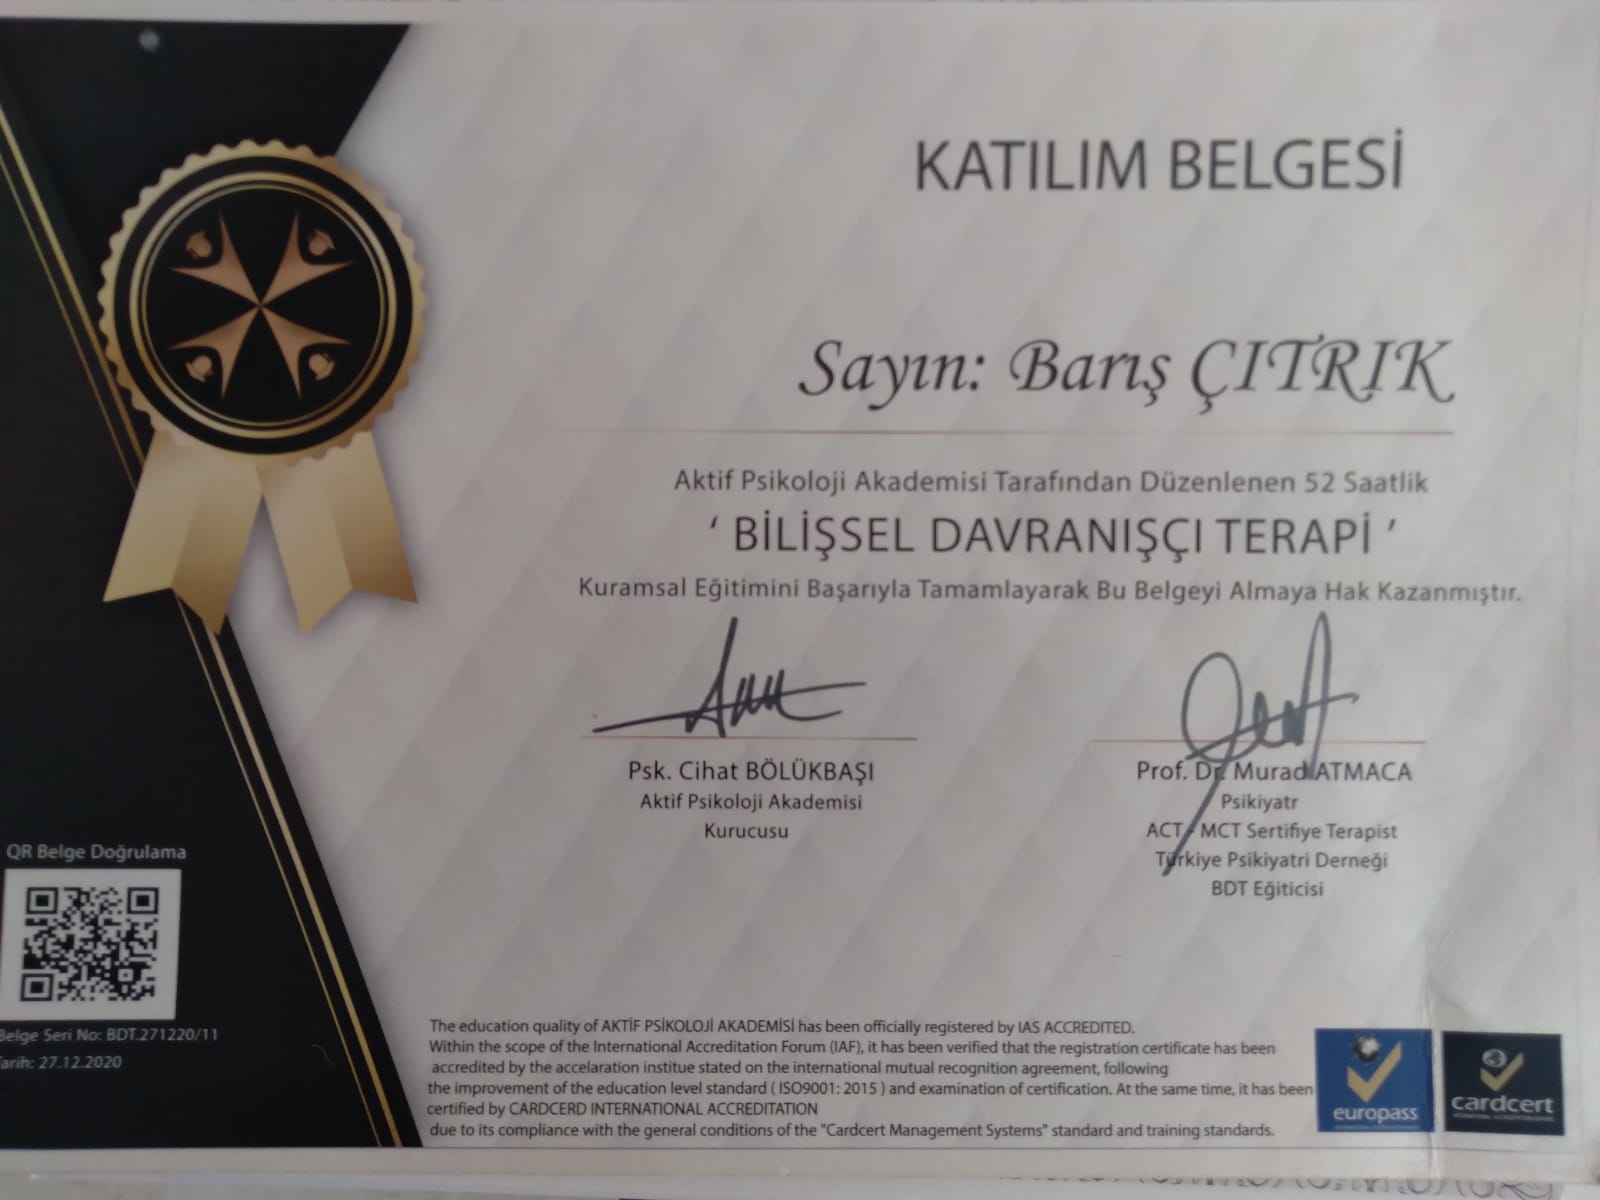 KATILIM BELGESİ
Sayın: Barış ÇITRIK
Aktif Psikoloji Akademisi Tarafından Düzenlenen 52 Saatlik
‘ BİLİŞSEL DAVRANIŞÇI TERAPİ ’
Kuramsal Eğitimini Başarıyla Tamamlayarak Bu Belgeyi Almaya Hak Kazanmıştır.
Psk. Cihat BÖLÜKBAŞI
Aktif Psikoloji Akademisi
Kurucusu
Prof. Dr. Murad ATMACA
Psikiyatr
ACT - MCT Sertifiye Terapist
Türkiye Psikiyatri Derneği
BDT Eğiticisi
QR Belge Doğrulama
Belge Seri No: BDT.271220/11
Tarih: 27.12.2020
The education quality of AKTİF PSİKOLOJİ AKADEMİSİ has been officially registered by IAS ACCREDITED.
Within the scope of the International Accreditation Forum (IAF), it has been verified that the registration certificate has been
accredited by the accelaration institue stated on the international mutual recognition agreement, following
the improvement of the education level standard ( ISO9001: 2015 ) and examination of certification. At the same time, it has been
certified by CARDCERD INTERNATIONAL ACCREDITATION
due to its compliance with the general conditions of the "Cardcert Management Systems" standard and training standards.
europass
cardcert